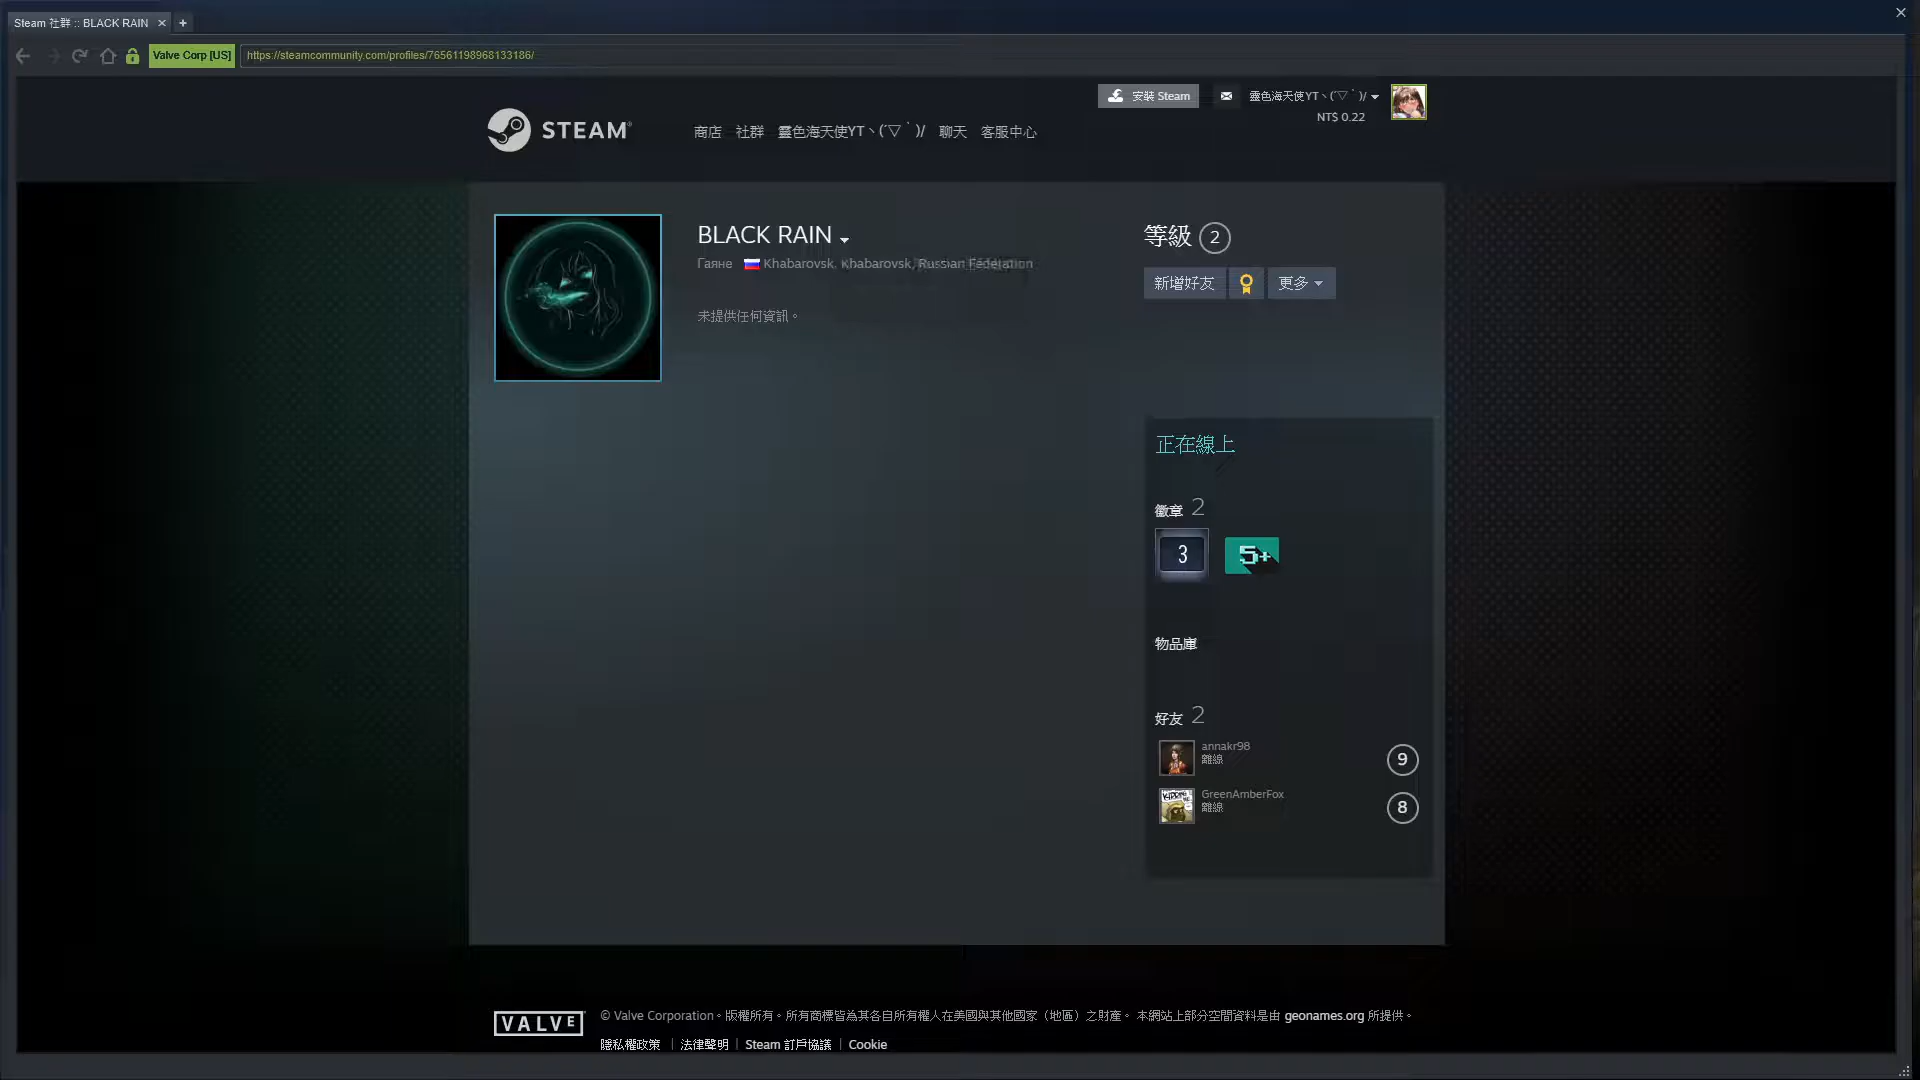 Steam 社群 :: BLACK RAIN
Valve Corp [US]
https://steamcommunity.com/profiles/76561198968133186/
安裝 Steam
靈色海天使YTヽ(´▽`)/
NT$ 0.22
STEAM®
商店 社群 靈色海天使YTヽ(´▽`)/ 聊天 客服中心
BLACK RAIN
等級 2
Гаяне Khabarovsk, Khabarovsk, Russian Federation
新增好友 更多
未提供任何資訊。
正在線上
徽章 2
3 5+
物品庫
好友 2
annakr98
離線
9
GreenAmberFox
離線
8
VALVE
© Valve Corporation。版權所有。所有商標皆為其各自所有權人在美國與其他國家（地區）之財產。 本網站上部分空間資料是由 geonames.org 所提供。
隱私權政策 | 法律聲明 | Steam 訂戶協議 | Cookie